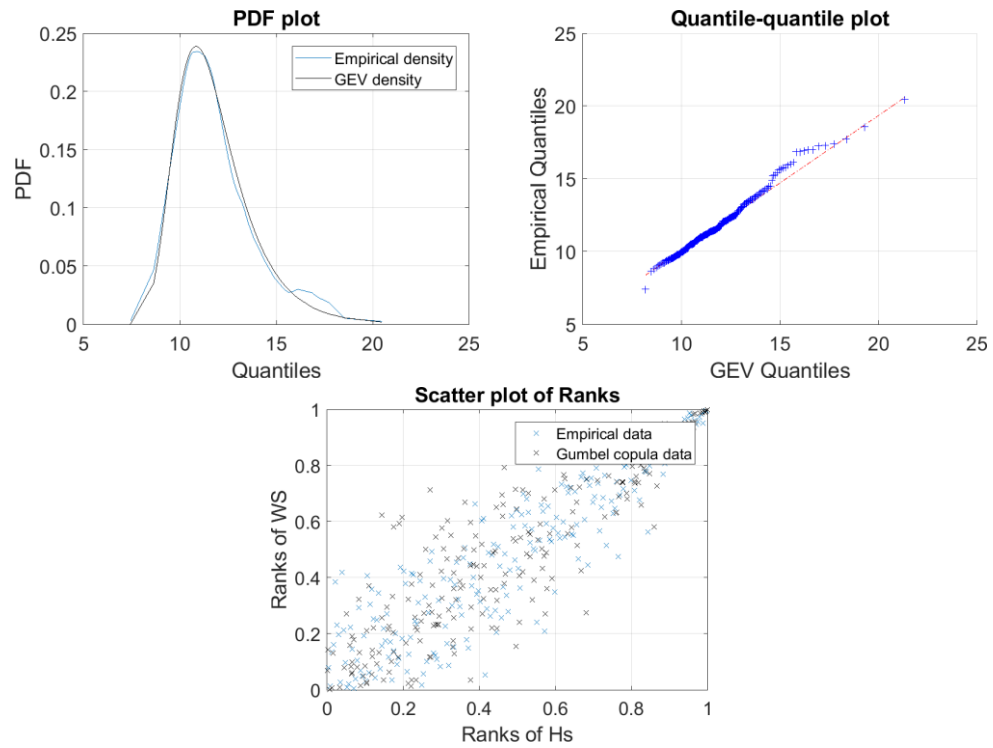 PDF plot
0.25
0.2
0.15
0.1
0.05
0
PDF
Empirical density
GEV density
5
10
15
20
25
Quantiles
Quantile-quantile plot
25
20
15
10
5
Empirical Quantiles
5
10
15
20
25
GEV Quantiles
Scatter plot of Ranks
1
0.8
0.6
0.4
0.2
0
Ranks of WS
Empirical data
Gumbel copula data
0
0.2
0.4
0.6
0.8
1
Ranks of Hs